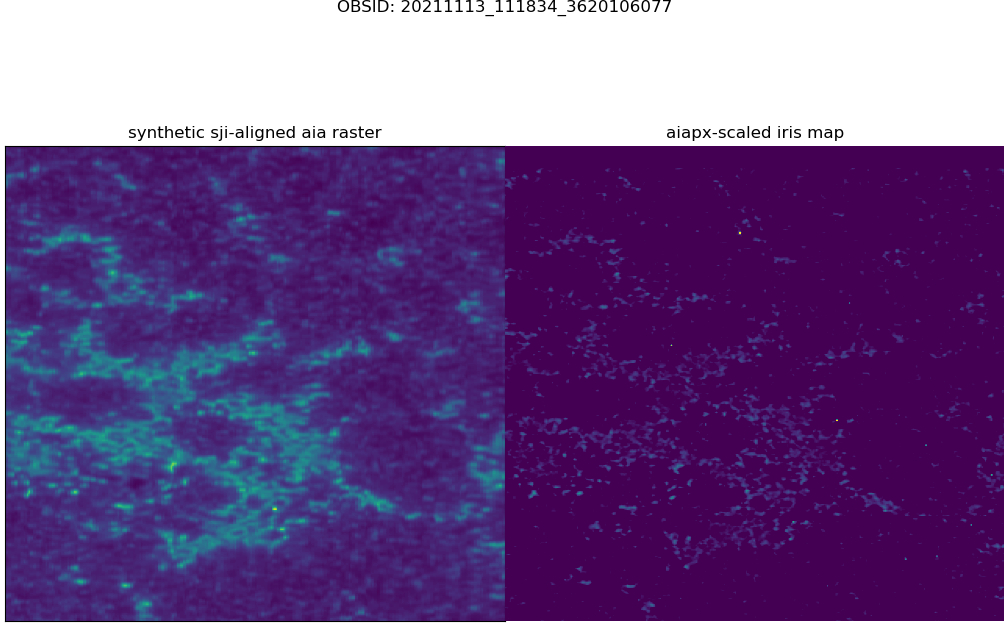 OBSID: 20211113_111834_3620106077
synthetic sji-aligned aia raster
aiapx-scaled iris map